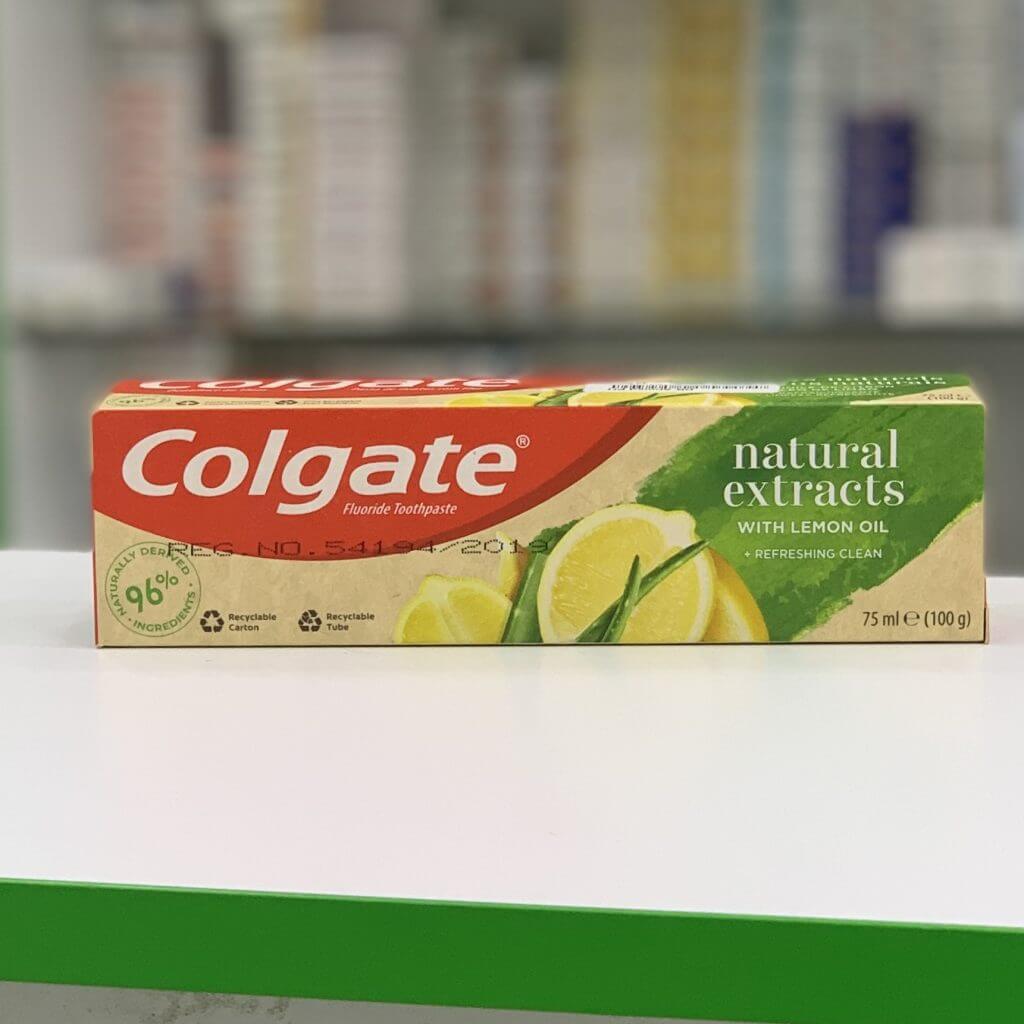 Colgate
Colgate®
Fluoride Toothpaste
natural
extracts
WITH LEMON OIL
+ REFRESHING CLEAN
REG.NO.54194/2019
NATURALLY DERIVED
96%
INGREDIENTS
Recyclable
Carton
Recyclable
Tube
75 ml ℮ (100 g)